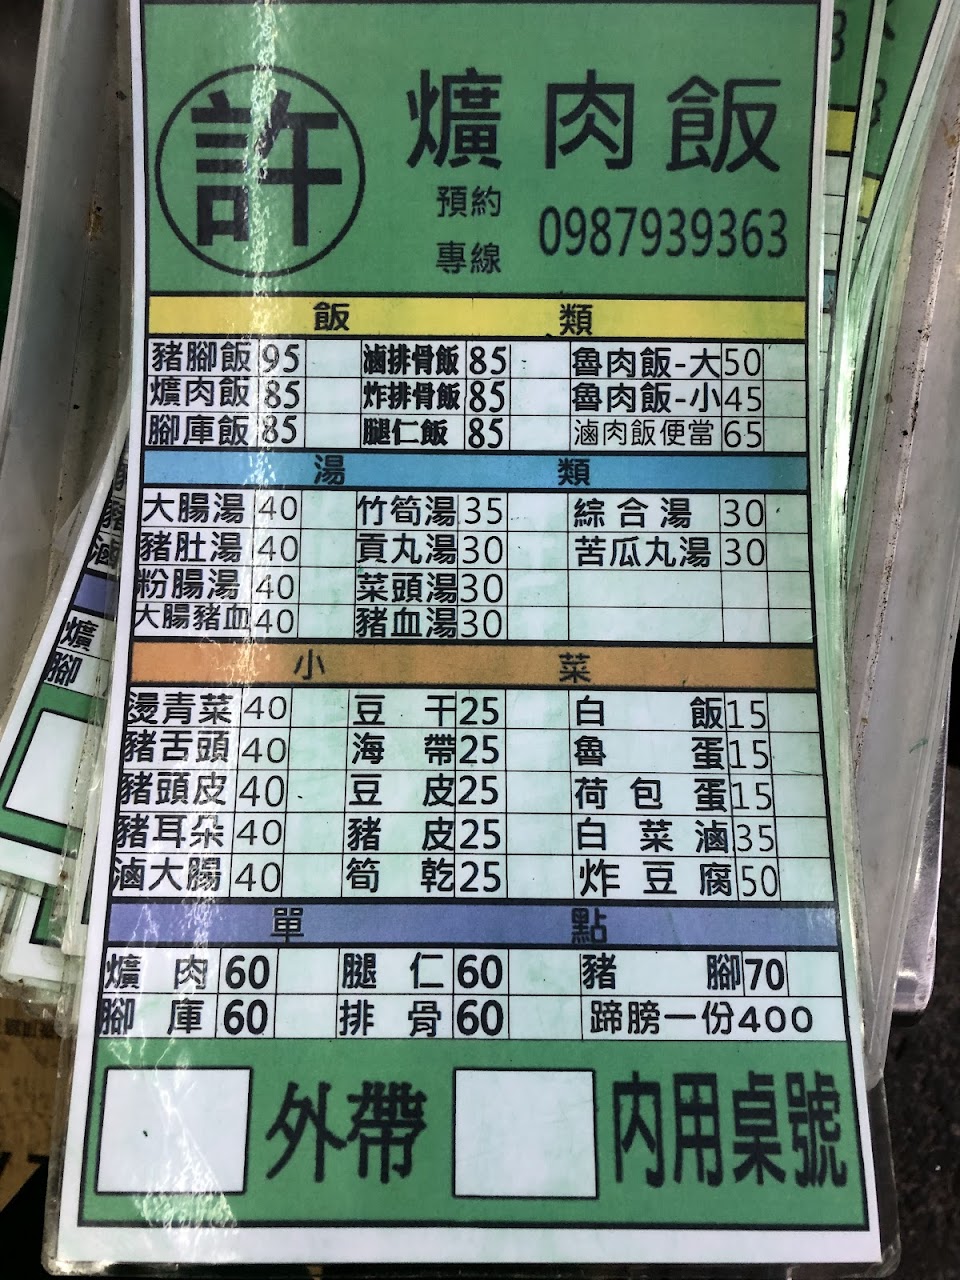 許
爌肉飯
預約
專線
0987939363
飯 類
豬腳飯 95 滷排骨飯 85 魯肉飯-大 50
爌肉飯 85 炸排骨飯 85 魯肉飯-小 45
腳庫飯 85 腿仁飯 85 滷肉飯便當 65
湯 類
大腸湯 40 竹筍湯 35 綜合湯 30
豬肚湯 40 貢丸湯 30 苦瓜丸湯 30
粉腸湯 40 菜頭湯 30
大腸豬血 40 豬血湯 30
小 菜
燙青菜 40 豆干 25 白飯 15
豬舌頭 40 海帶 25 魯蛋 15
豬頭皮 40 豆皮 25 荷包蛋 15
豬耳朵 40 豬皮 25 白菜滷 35
滷大腸 40 筍乾 25 炸豆腐 50
單 點
爌肉 60 腿仁 60 豬腳 70
腳庫 60 排骨 60 蹄膀一份400
外帶 內用桌號
爌
腳